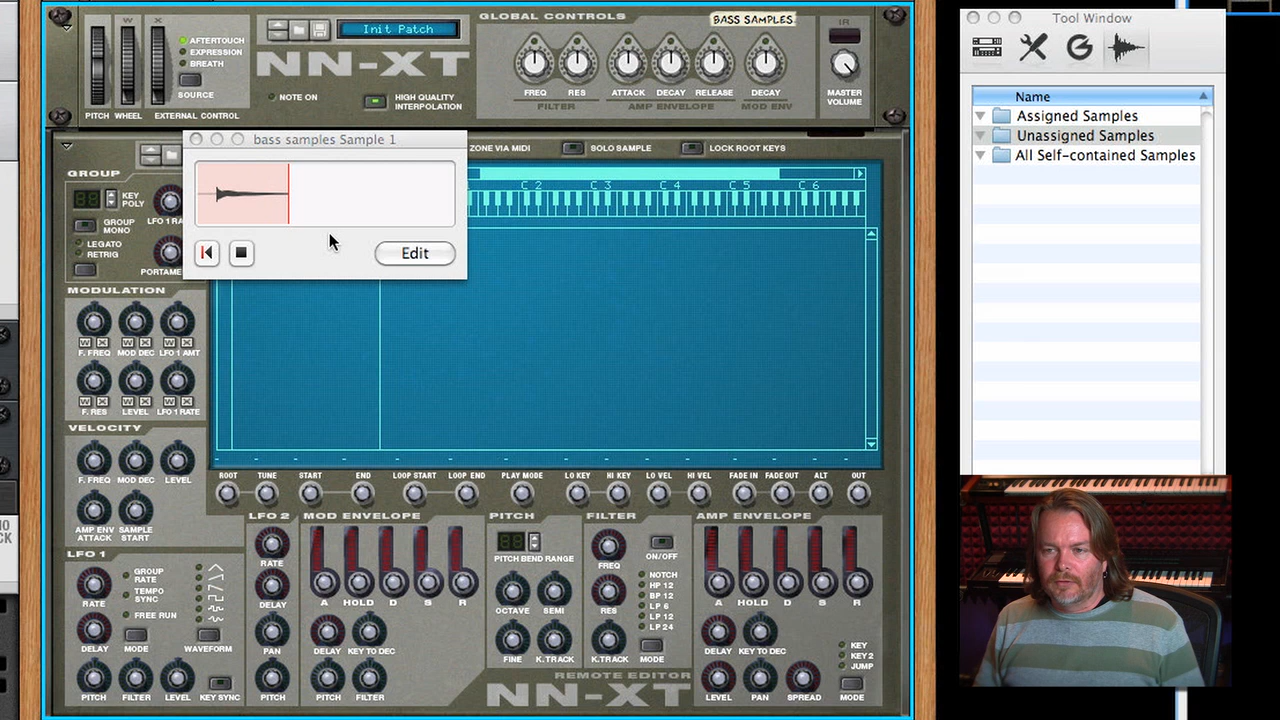 GLOBAL CONTROLS
BASS SAMPLES
IR
Tool Window
W
X
AFTERTOUCH
EXPRESSION
BREATH
SOURCE
Init Patch
NN-XT
NOTE ON
HIGH QUALITY
INTERPOLATION
PITCH
WHEEL
EXTERNAL CONTROL
FREQ
RES
ATTACK
DECAY
RELEASE
DECAY
FILTER
AMP ENVELOPE
MOD ENV
MASTER
VOLUME
Name
Assigned Samples
Unassigned Samples
All Self-contained Samples
bass samples Sample 1
Edit
ZONE VIA MIDI
SOLO SAMPLE
LOCK ROOT KEYS
C 2
C 3
C 4
C 5
C 6
GROUP
KEY
POLY
GROUP
MONO
LFO 1
LEGATO
RETRIG
MODULATION
W X W X W X
F. FREQ
MOD DEC
LFO 1 AMT
W X W X W X
F. RES
LEVEL
LFO 1 RATE
VELOCITY
F. FREQ
MOD DEC
LEVEL
AMP ENV
ATTACK
SAMPLE
START
ROOT
TUNE
START
END
LOOP START
LOOP END
PLAY MODE
LO KEY
HI KEY
LO VEL
HI VEL
FADE IN
FADE OUT
ALT
OUT
LFO 1
RATE
GROUP
RATE
TEMPO
SYNC
FREE RUN
DELAY
MODE
WAVEFORM
PITCH
FILTER
LEVEL
KEY SYNC
LFO 2
RATE
DELAY
PAN
PITCH
MOD ENVELOPE
A
HOLD
D
S
R
DELAY
KEY TO DEC
PITCH
FILTER
PITCH
PITCH BEND RANGE
OCTAVE
SEMI
FINE
K.TRACK
FILTER
FREQ
ON/OFF
RES
NOTCH
HP 12
BP 12
LP 6
LP 12
LP 24
K.TRACK
MODE
AMP ENVELOPE
A
HOLD
D
S
R
DELAY
KEY TO DEC
KEY
KEY 2
JUMP
LEVEL
PAN
SPREAD
MODE
REMOTE EDITOR
NN-XT